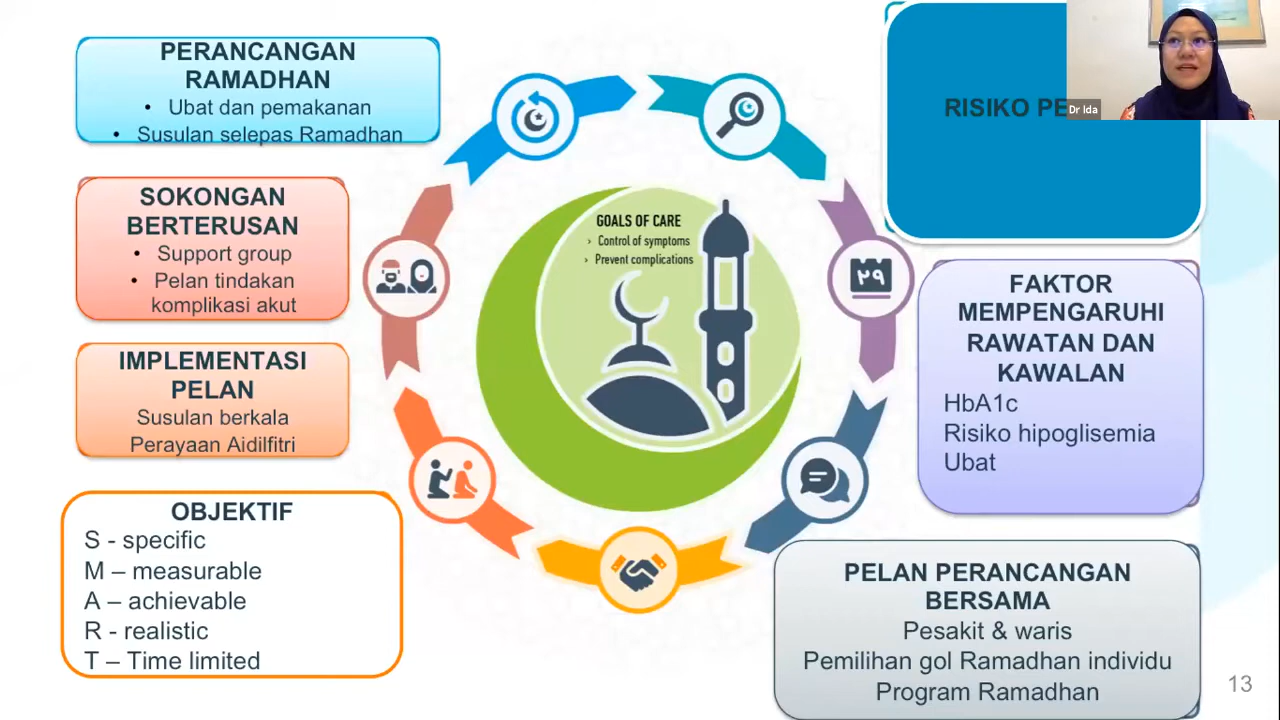 PERANCANGAN
RAMADHAN
• Ubat dan pemakanan
• Susulan selepas Ramadhan
SOKONGAN
BERTERUSAN
• Support group
• Pelan tindakan
komplikasi akut
IMPLEMENTASI
PELAN
Susulan berkala
Perayaan Aidilfitri
OBJEKTIF
S - specific
M – measurable
A – achievable
R - realistic
T – Time limited
GOALS OF CARE
› Control of symptoms
› Prevent complications
٢٩
RISIKO
Dr Ida
FAKTOR
MEMPENGARUHI
RAWATAN DAN
KAWALAN
HbA1c
Risiko hipoglisemia
Ubat
PELAN PERANCANGAN
BERSAMA
Pesakit & waris
Pemilihan gol Ramadhan individu
Program Ramadhan
13